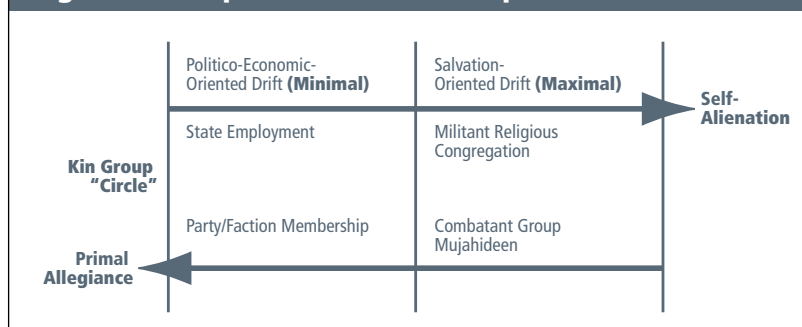 Politico-Economic-
Oriented Drift (Minimal)
Salvation-
Oriented Drift (Maximal)
Self-
Alienation
State Employment
Militant Religious
Congregation
Kin Group
"Circle"
Party/Faction Membership
Combatant Group
Mujahideen
Primal
Allegiance